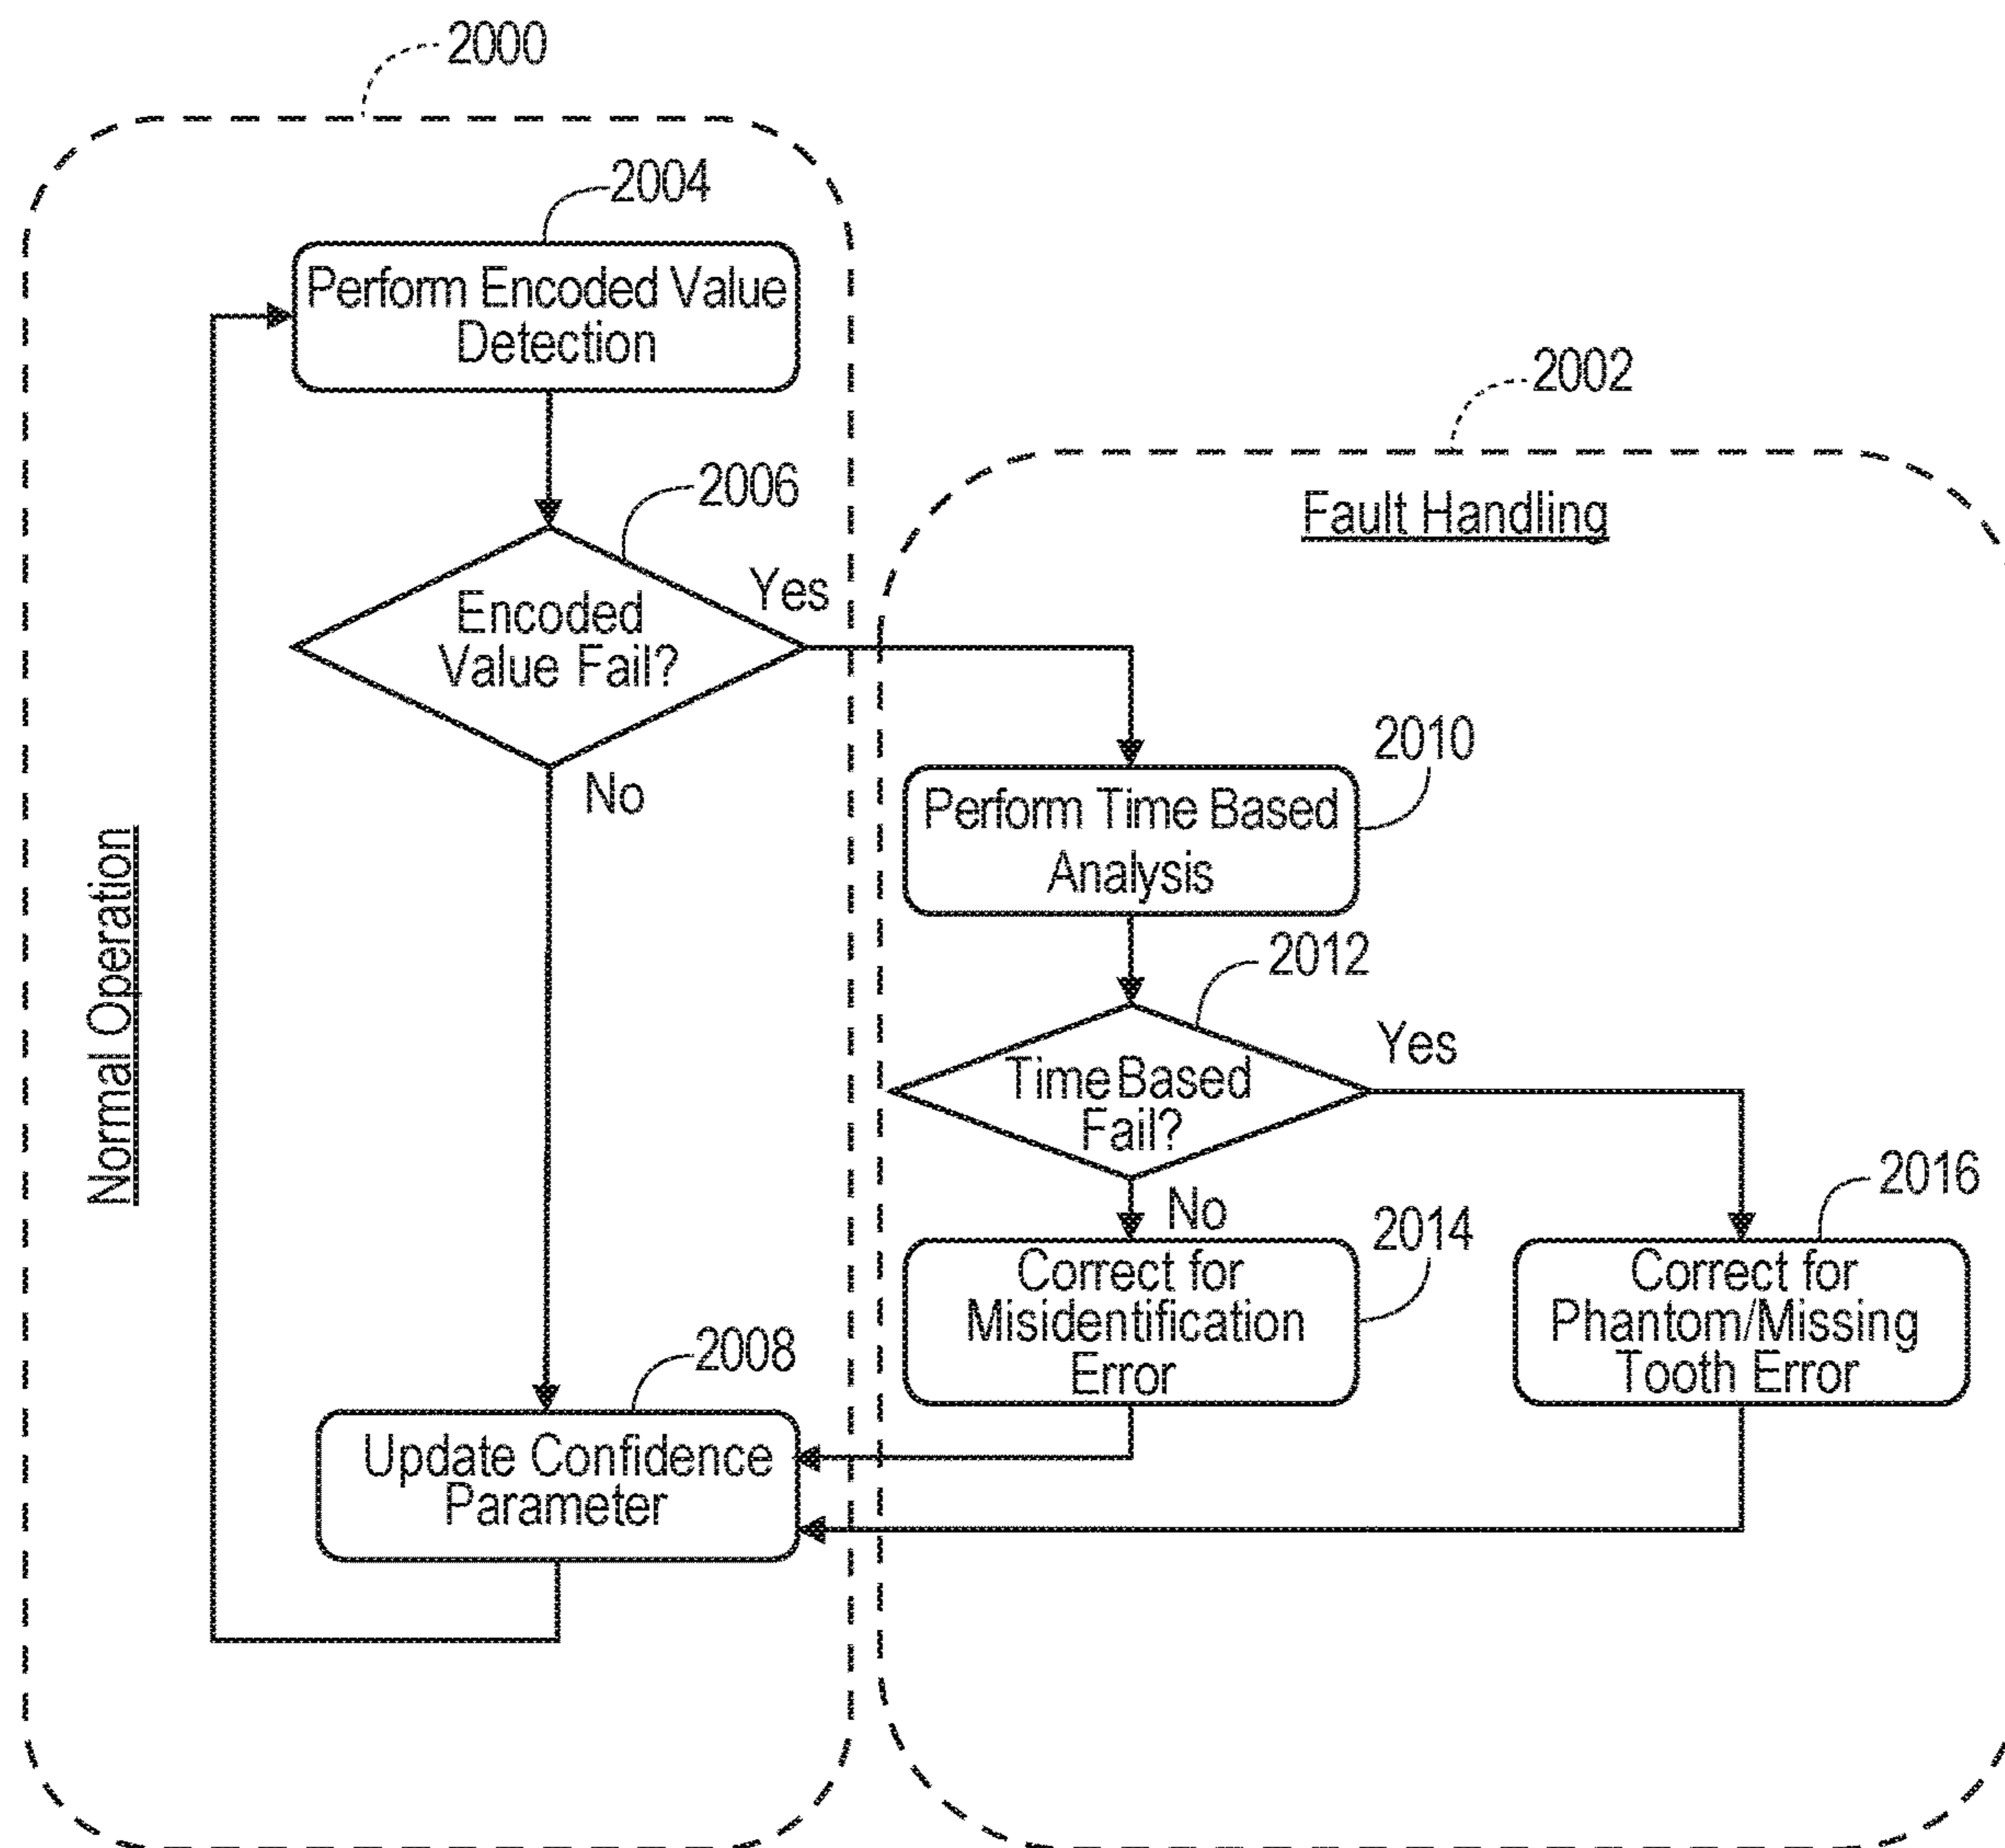 2000
2004
Perform Encoded Value
Detection
2002
Fault Handling
2006
Encoded
Value Fail?
Yes
No
Normal Operation
2010
Perform Time Based
Analysis
2012
Time Based
Fail?
Yes
No
2014
Correct for
Misidentification
Error
2016
Correct for
Phantom/Missing
Tooth Error
2008
Update Confidence
Parameter